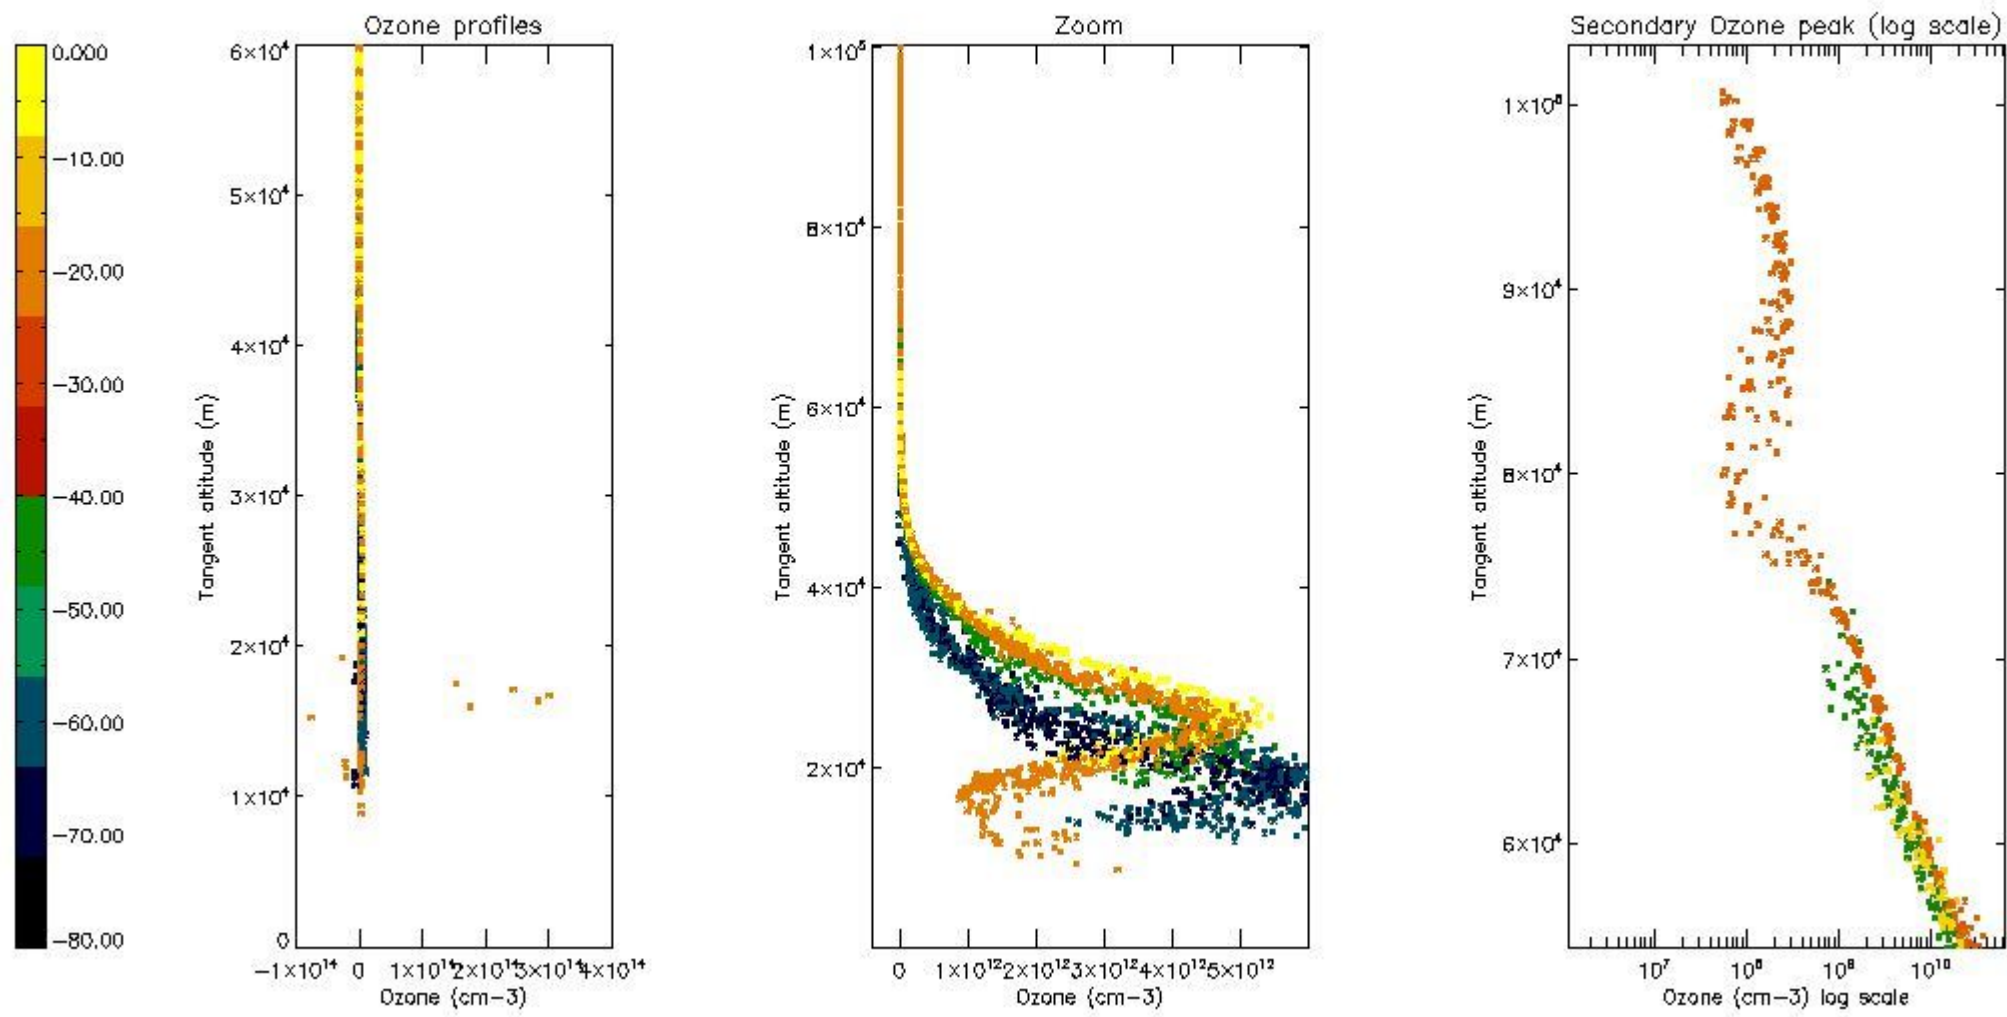 Ozone profiles
Zoom
Secondary Ozone peak (log scale)
0.000
−10.00
−20.00
−30.00
−40.00
−50.00
−60.00
−70.00
−80.00
6×10⁴
5×10⁴
4×10⁴
3×10⁴
2×10⁴
1×10⁴
0
Tangent altitude (m)
−1×10¹⁴ 0 1×10¹⁴ 2×10¹⁴ 3×10¹⁴ 4×10¹⁴
Ozone (cm−3)
1×10⁵
8×10⁴
6×10⁴
4×10⁴
2×10⁴
Tangent altitude (m)
0 1×10¹² 2×10¹² 3×10¹² 4×10¹² 5×10¹²
Ozone (cm−3)
1×10⁵
9×10⁴
8×10⁴
7×10⁴
6×10⁴
Tangent altitude (m)
10⁷ 10⁸ 10⁹ 10¹⁰
Ozone (cm−3) log scale